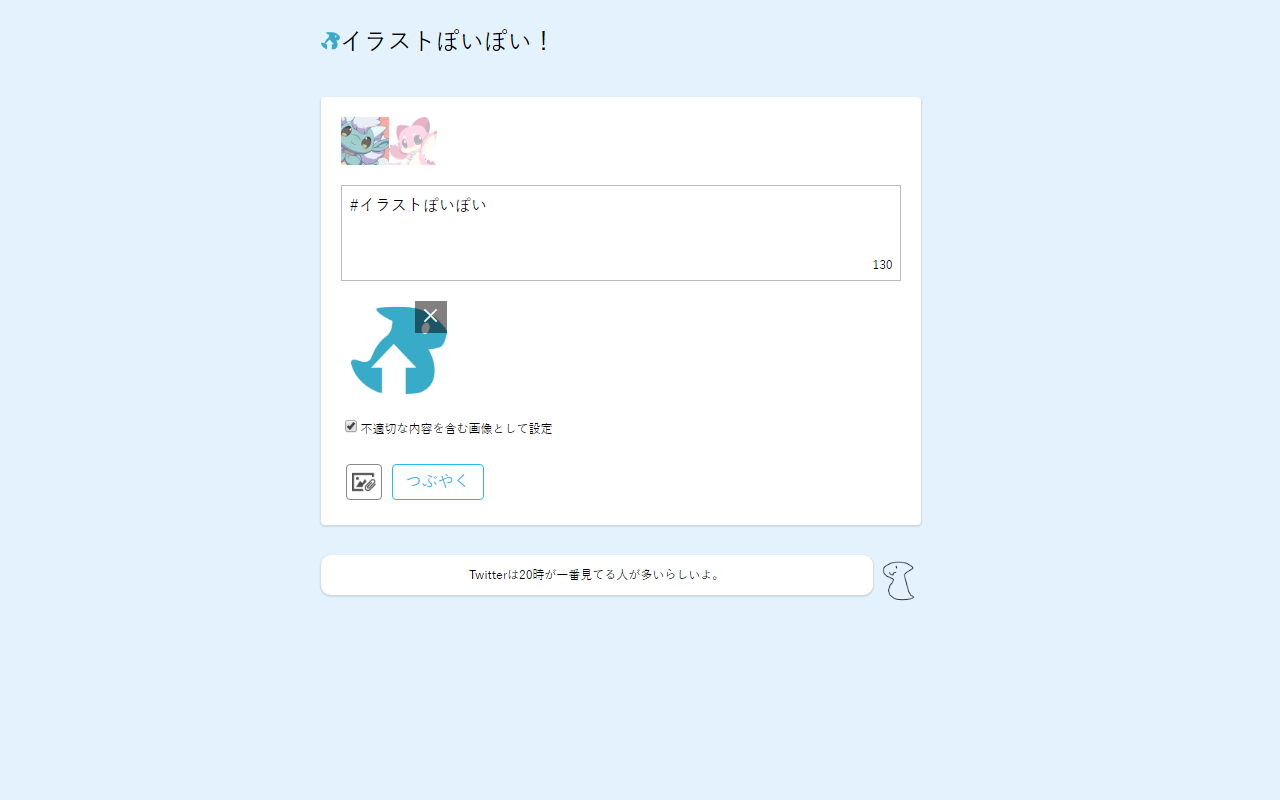 イラストぽいぽい！
#イラストぽいぽい
130
不適切な内容を含む画像として設定
つぶやく
Twitterは20時が一番見てる人が多いらしいよ。